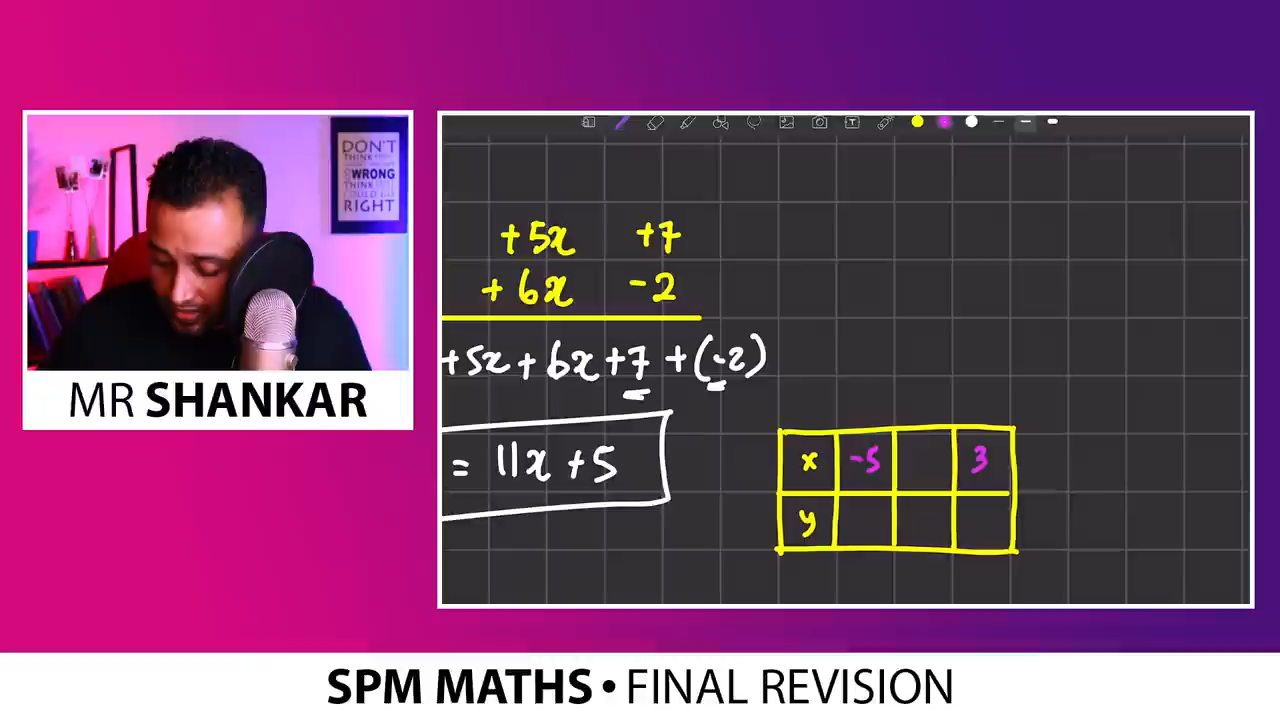 DON'T
THINK
WRONG
THINK
RIGHT
MR SHANKAR
+5x +7
+6x -2
+5x + 6x + 7 + (-2)
= 11x + 5
x -5 3
y
SPM MATHS • FINAL REVISION